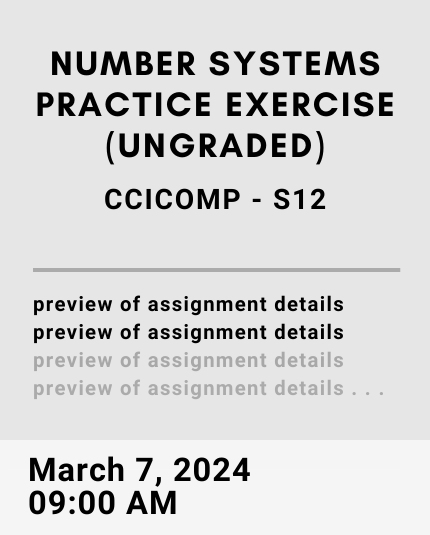 NUMBER SYSTEMS
PRACTICE EXERCISE
(UNGRADED)
CCICOMP - S12
preview of assignment details
preview of assignment details
preview of assignment details
preview of assignment details . . .
March 7, 2024
09:00 AM